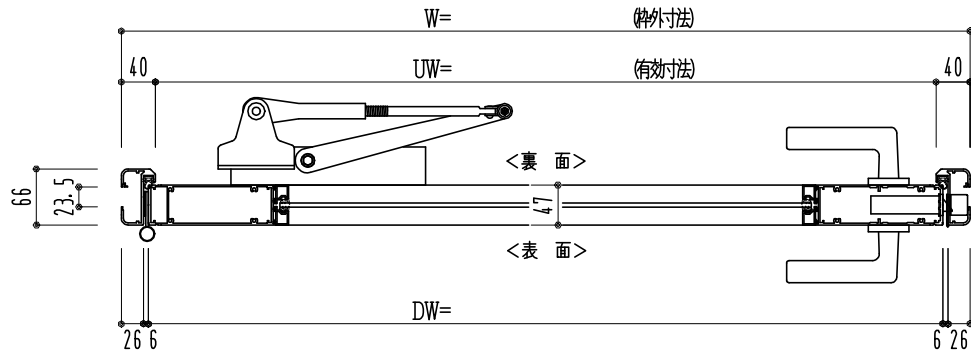 W= (枠外寸法)
40 UW= (有効寸法) 40
<裏 面>
66
23.5
47
<表 面>
DW=
26 6 6 26